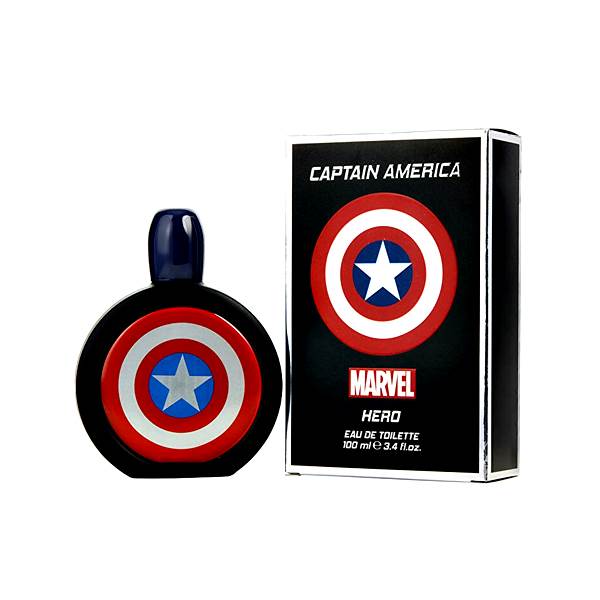 CAPTAIN AMERICA
MARVEL
HERO
EAU DE TOILETTE
100 ml ℮ 3.4 fl.oz.